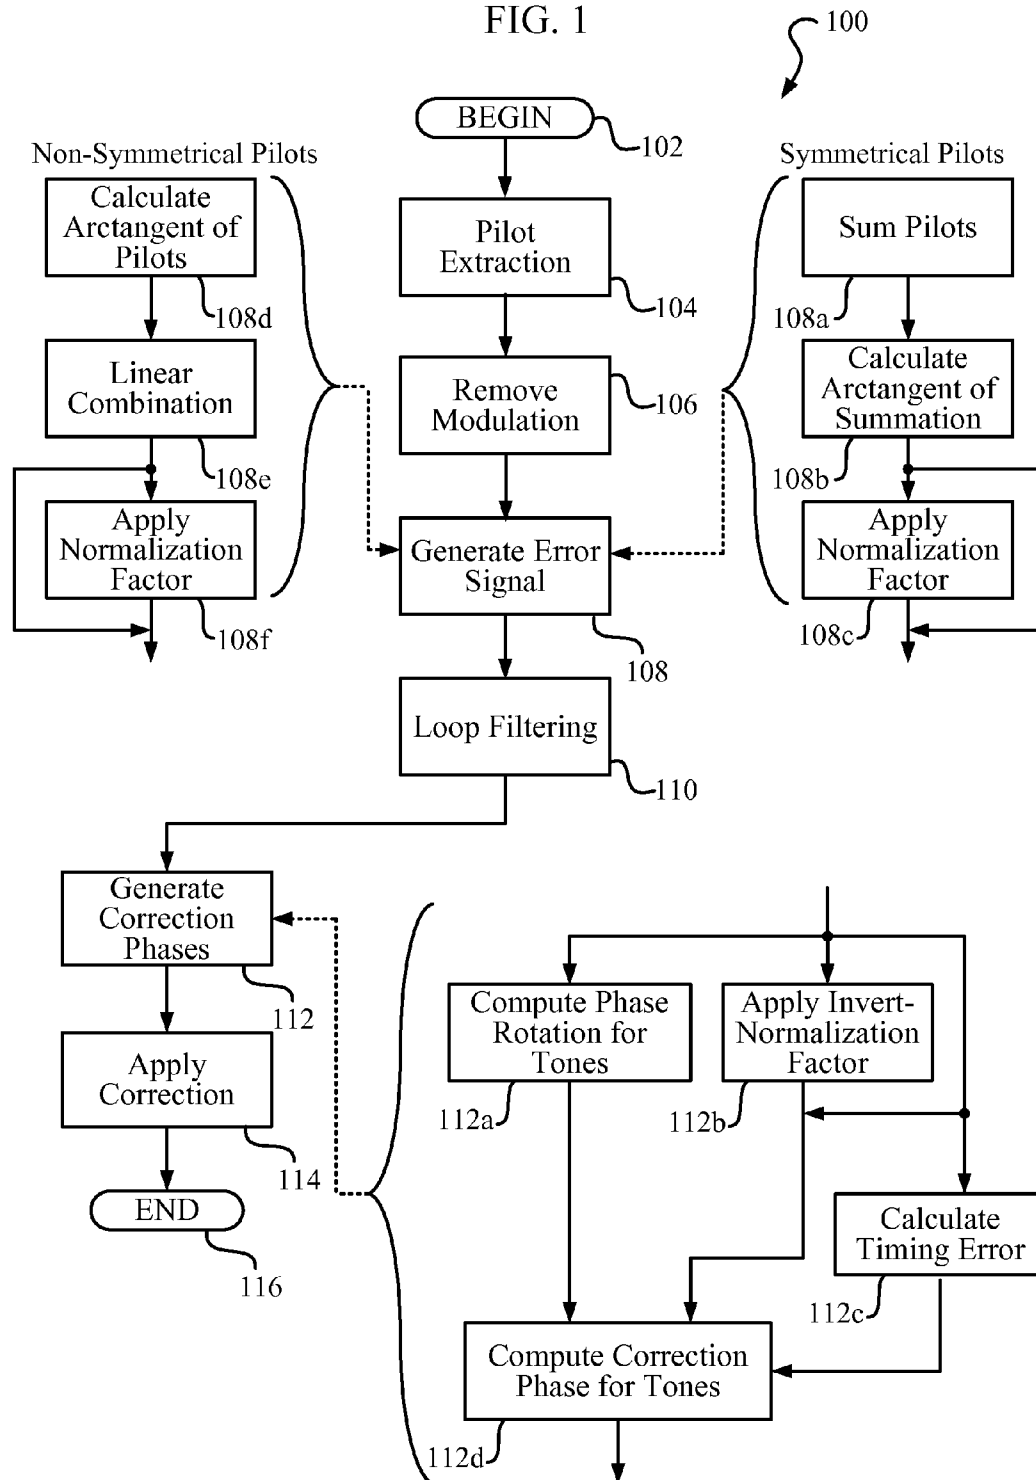 FIG. 1
100
BEGIN
102
Non-Symmetrical Pilots
Symmetrical Pilots
Calculate
Arctangent of
Pilots
108d
Linear
Combination
108e
Apply
Normalization
Factor
108f
Pilot
Extraction
104
Remove
Modulation
106
Generate Error
Signal
108
Loop Filtering
110
Sum Pilots
108a
Calculate
Arctangent of
Summation
108b
Apply
Normalization
Factor
108c
Generate
Correction
Phases
112
Apply
Correction
114
END
116
Compute Phase
Rotation for
Tones
112a
Apply Invert-
Normalization
Factor
112b
Calculate
Timing Error
112c
Compute Correction
Phase for Tones
112d